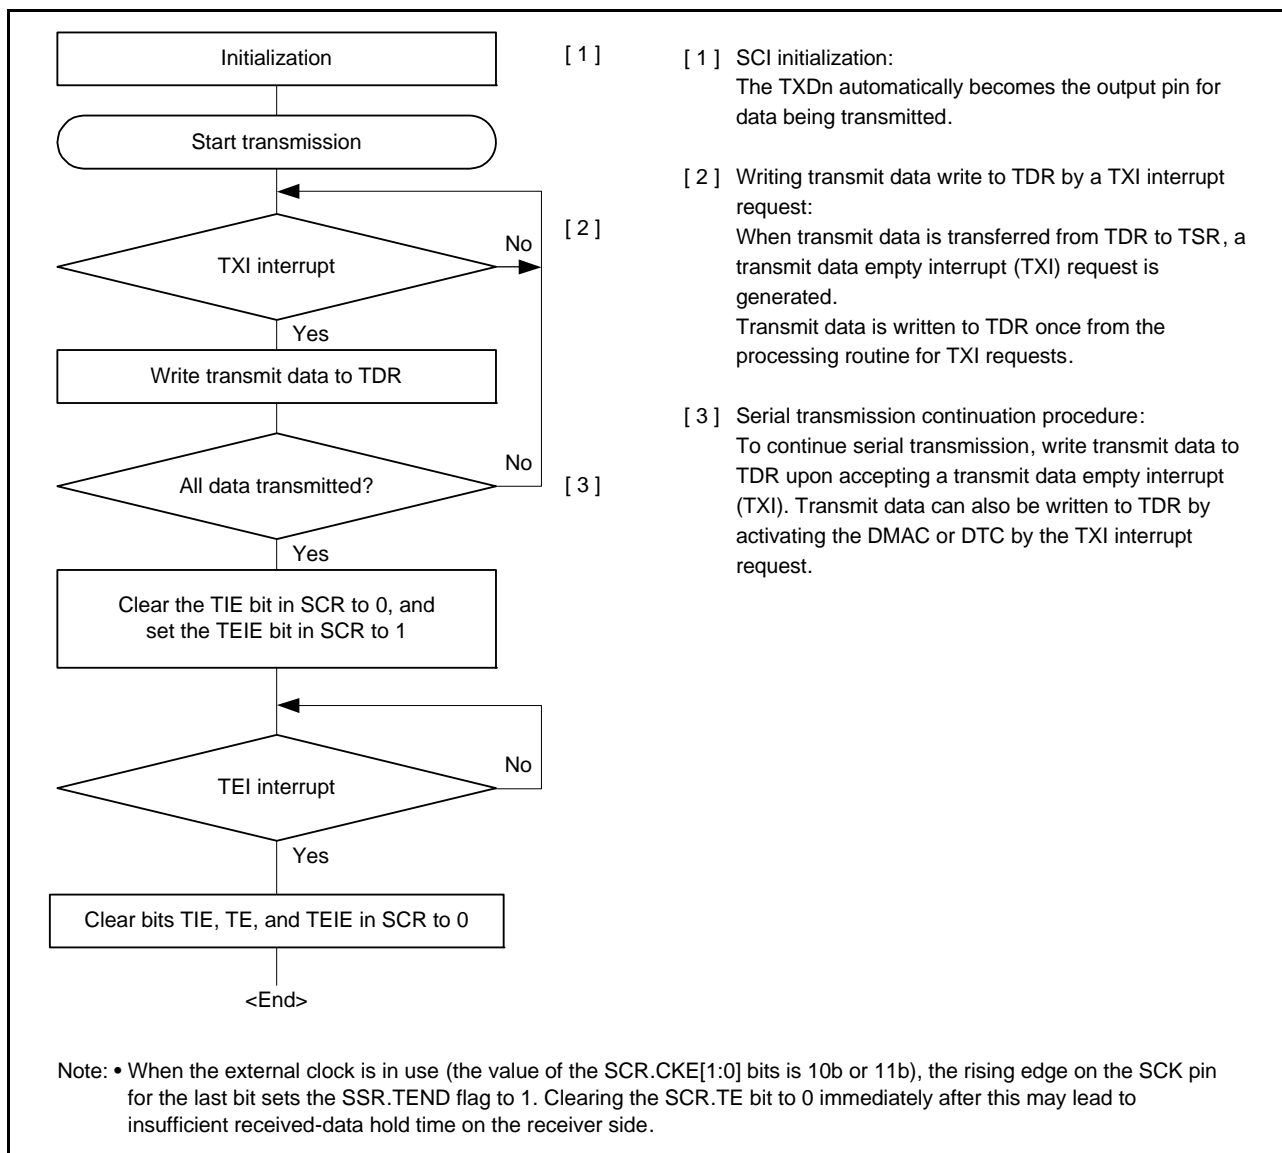 Initialization
[ 1 ]
Start transmission
[ 2 ]
No
TXI interrupt
Yes
Write transmit data to TDR
No
All data transmitted?
[ 3 ]
Yes
Clear the TIE bit in SCR to 0, and
set the TEIE bit in SCR to 1
No
TEI interrupt
Yes
Clear bits TIE, TE, and TEIE in SCR to 0
<End>
[ 1 ] SCI initialization:
The TXDn automatically becomes the output pin for
data being transmitted.
[ 2 ] Writing transmit data write to TDR by a TXI interrupt
request:
When transmit data is transferred from TDR to TSR, a
transmit data empty interrupt (TXI) request is
generated.
Transmit data is written to TDR once from the
processing routine for TXI requests.
[ 3 ] Serial transmission continuation procedure:
To continue serial transmission, write transmit data to
TDR upon accepting a transmit data empty interrupt
(TXI). Transmit data can also be written to TDR by
activating the DMAC or DTC by the TXI interrupt
request.
Note: • When the external clock is in use (the value of the SCR.CKE[1:0] bits is 10b or 11b), the rising edge on the SCK pin
for the last bit sets the SSR.TEND flag to 1. Clearing the SCR.TE bit to 0 immediately after this may lead to
insufficient received-data hold time on the receiver side.